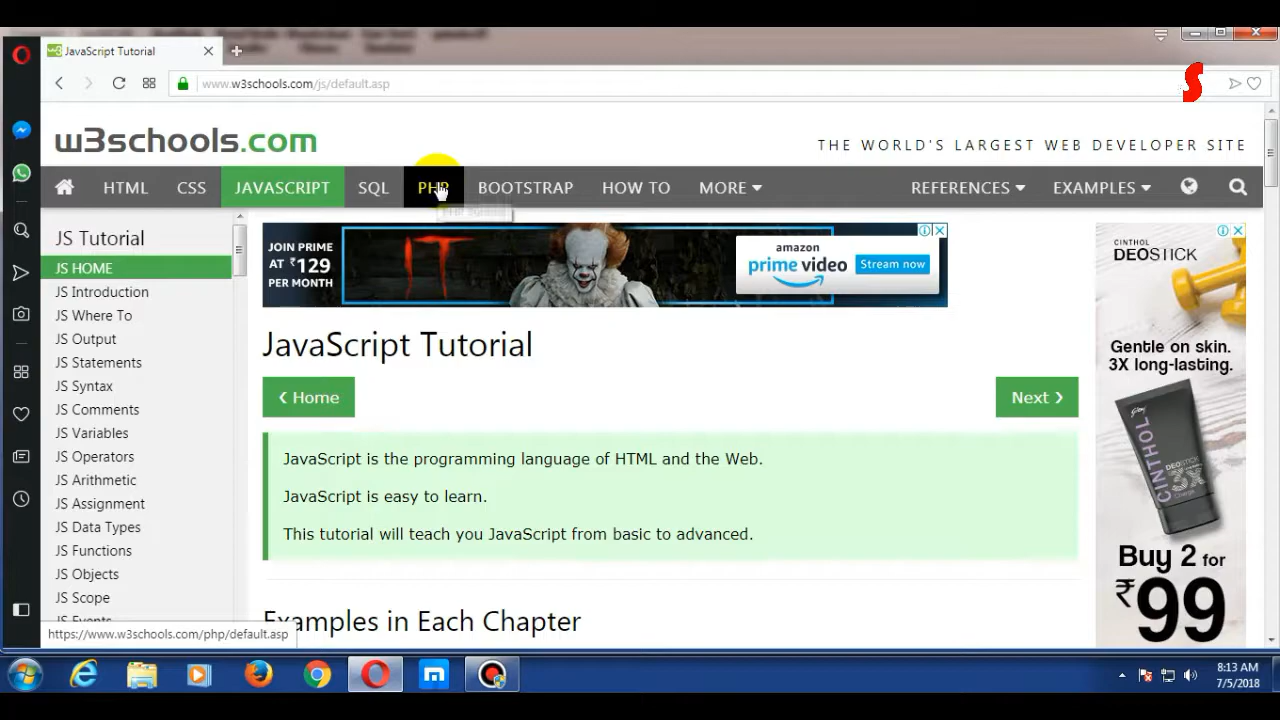 JavaScript Tutorial
www.w3schools.com/js/default.asp
S
w3schools.com
THE WORLD'S LARGEST WEB DEVELOPER SITE
HTML CSS JAVASCRIPT SQL PHP BOOTSTRAP HOW TO MORE REFERENCES EXAMPLES
JS Tutorial
JS HOME
JS Introduction
JS Where To
JS Output
JS Statements
JS Syntax
JS Comments
JS Variables
JS Operators
JS Arithmetic
JS Assignment
JS Data Types
JS Functions
JS Objects
JS Scope
JS Events
JOIN PRIME
AT ₹129
PER MONTH
IT
amazon
prime video
Stream now
JavaScript Tutorial
❮ Home
Next ❯
JavaScript is the programming language of HTML and the Web.
JavaScript is easy to learn.
This tutorial will teach you JavaScript from basic to advanced.
Examples in Each Chapter
CINTHOL
DEOSTICK
Gentle on skin.
3X long-lasting.
Godrej
CINTHOL
DEOSTICK
Buy 2 for
₹99
https://www.w3schools.com/php/default.asp
8:13 AM
7/5/2018